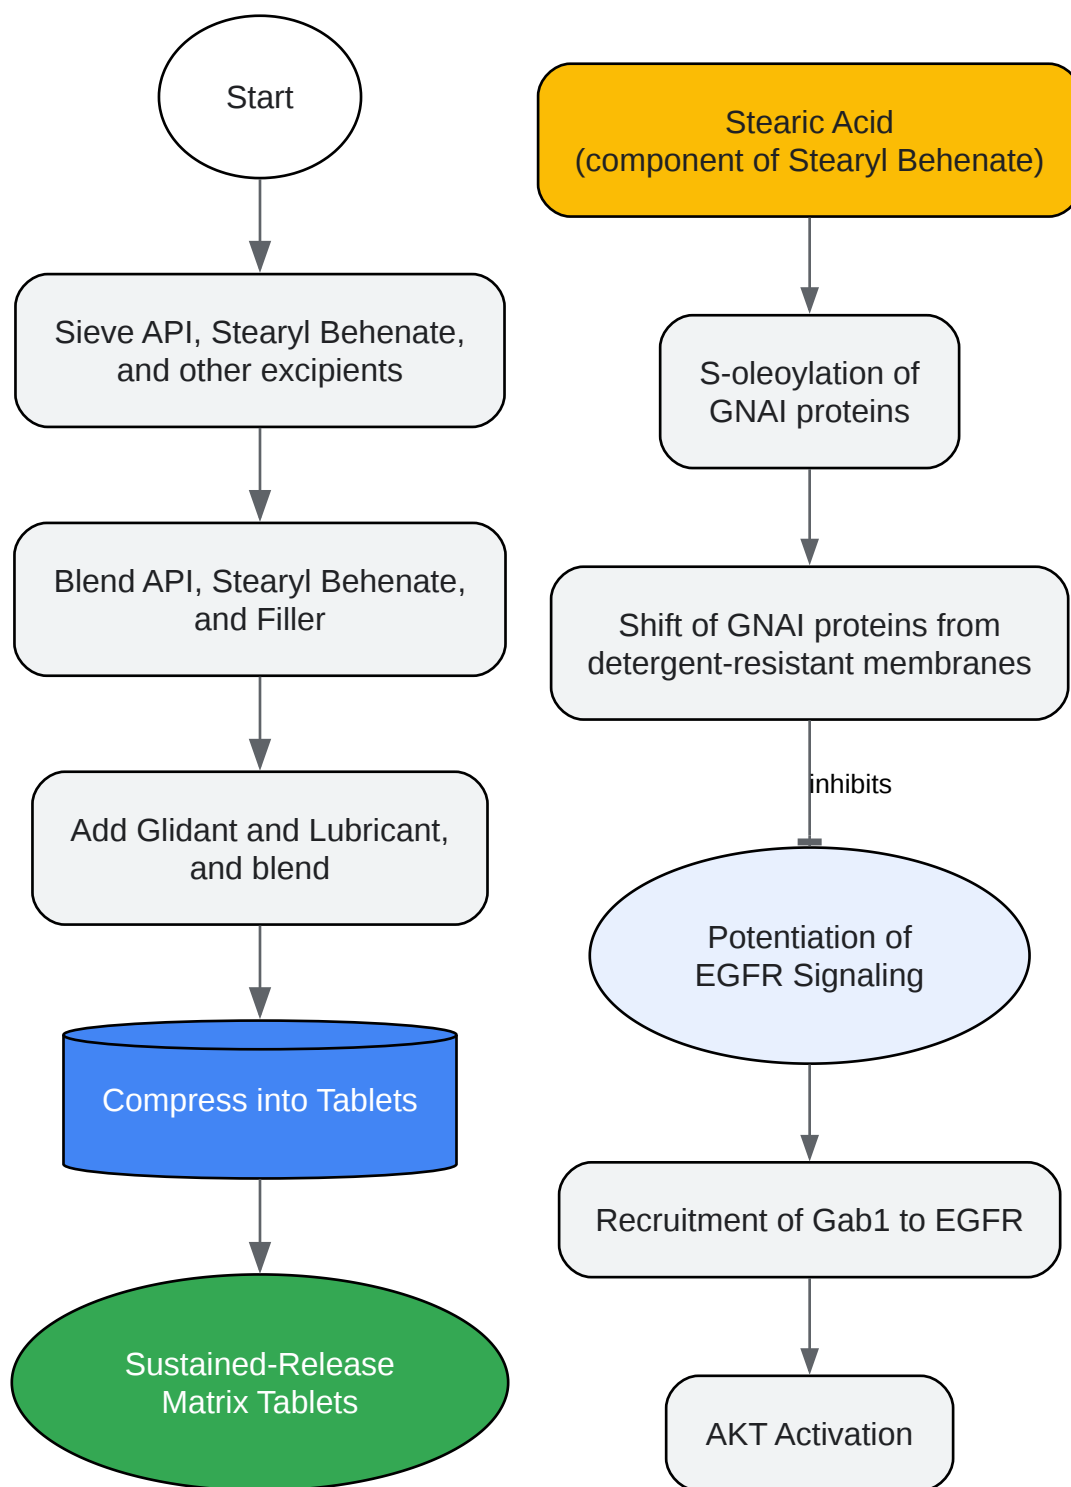 Start
Sieve API, Stearyl Behenate,
and other excipients
Blend API, Stearyl Behenate,
and Filler
Add Glidant and Lubricant,
and blend
Compress into Tablets
Sustained-Release
Matrix Tablets
Stearic Acid
(component of Stearyl Behenate)
S-oleoylation of
GNAI proteins
Shift of GNAI proteins from
detergent-resistant membranes
inhibits
Potentiation of
EGFR Signaling
Recruitment of Gab1 to EGFR
AKT Activation